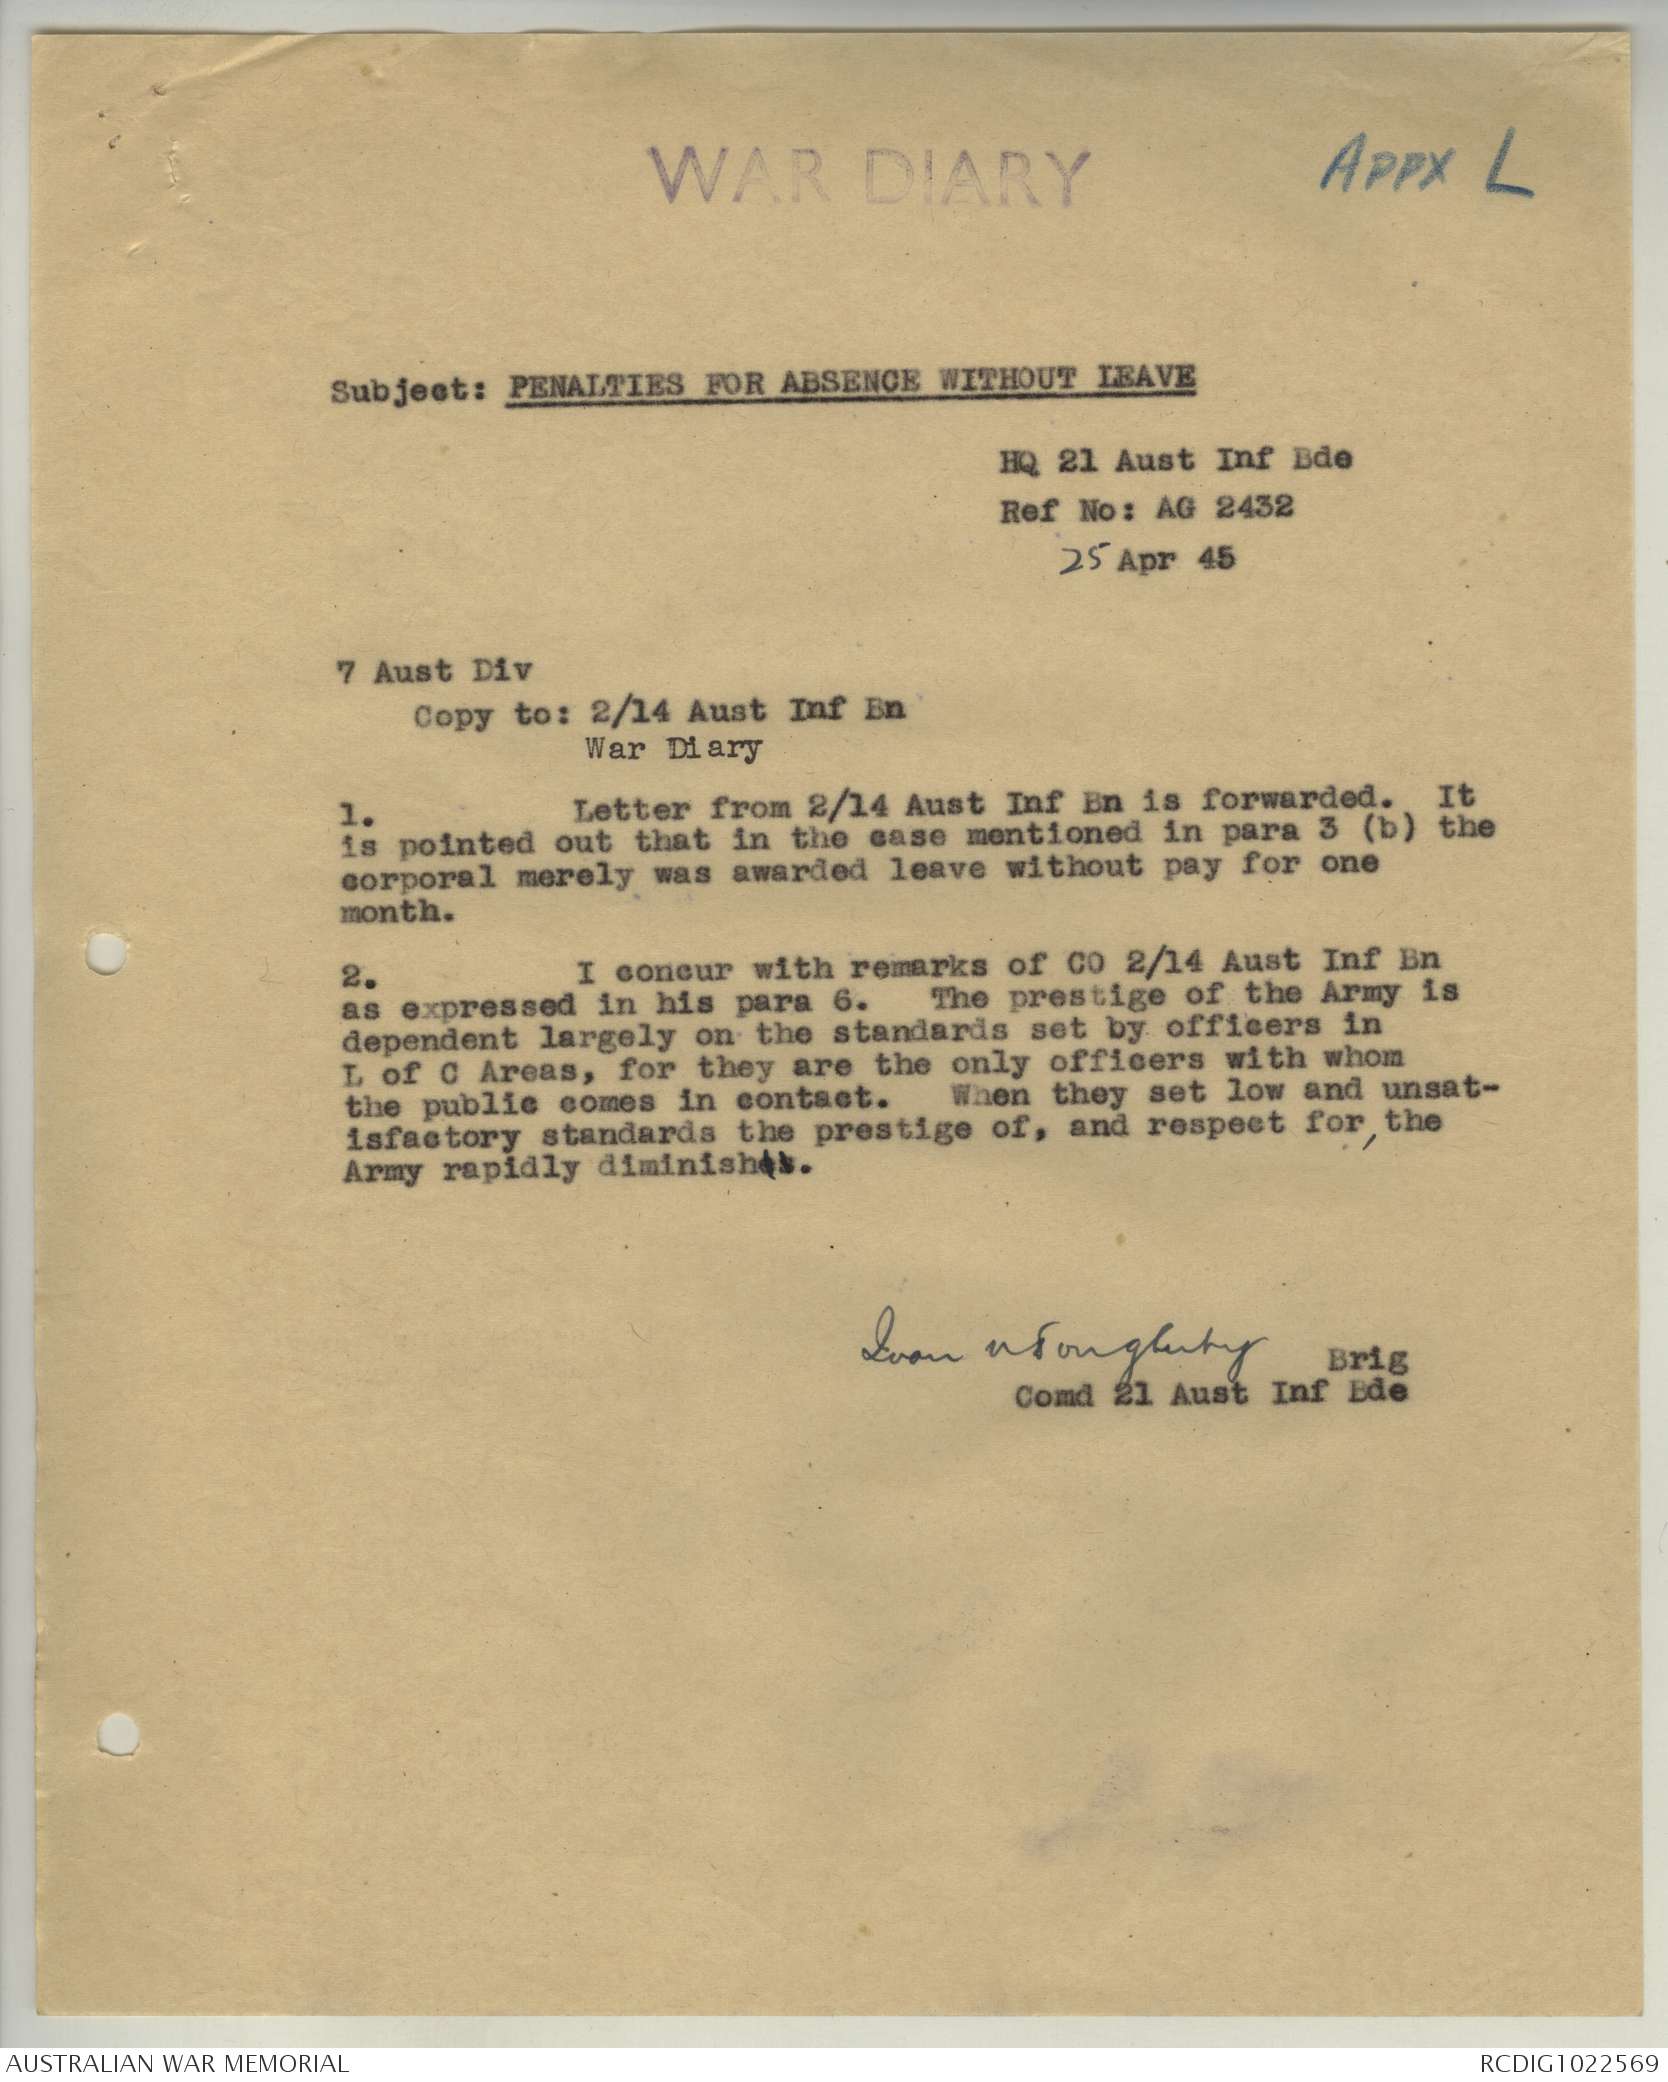 WAR DIARY
APPX L
Subject: PENALTIES FOR ABSENCE WITHOUT LEAVE
HQ 21 Aust Inf Bde
Ref No: AG 2432
25 Apr 45
7 Aust Div
Copy to: 2/14 Aust Inf Bn
War Diary
1. Letter from 2/14 Aust Inf Bn is forwarded. It
is pointed out that in the case mentioned in para 3 (b) the
corporal merely was awarded leave without pay for one
month.
2. I concur with remarks of CO 2/14 Aust Inf Bn
as expressed in his para 6. The prestige of the Army is
dependent largely on the standards set by officers in
L of C Areas, for they are the only officers with whom
the public comes in contact. When they set low and unsat-
isfactory standards the prestige of, and respect for, the
Army rapidly diminishes.
Ivan N Dougherty Brig
Comd 21 Aust Inf Bde
AUSTRALIAN WAR MEMORIAL
RCDIG1022569